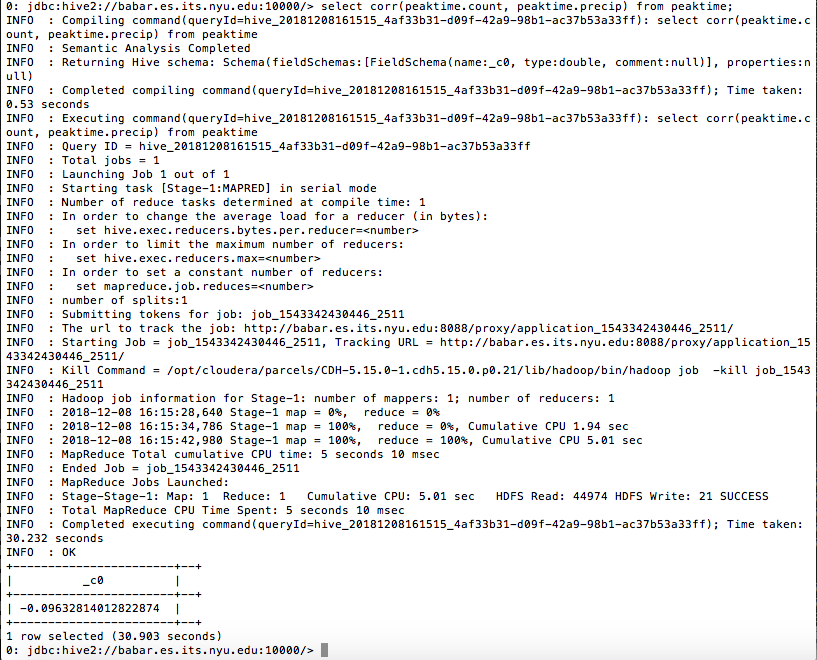 0: jdbc:hive2://babar.es.its.nyu.edu:10000/> select corr(peaktime.count, peaktime.precip) from peaktime;
INFO  : Compiling command(queryId=hive_20181208161515_4af33b31-d09f-42a9-98b1-ac37b53a33ff): select corr(peaktime.c
ount, peaktime.precip) from peaktime
INFO  : Semantic Analysis Completed
INFO  : Returning Hive schema: Schema(fieldSchemas:[FieldSchema(name:_c0, type:double, comment:null)], properties:n
ull)
INFO  : Completed compiling command(queryId=hive_20181208161515_4af33b31-d09f-42a9-98b1-ac37b53a33ff); Time taken:
0.53 seconds
INFO  : Executing command(queryId=hive_20181208161515_4af33b31-d09f-42a9-98b1-ac37b53a33ff): select corr(peaktime.c
ount, peaktime.precip) from peaktime
INFO  : Query ID = hive_20181208161515_4af33b31-d09f-42a9-98b1-ac37b53a33ff
INFO  : Total jobs = 1
INFO  : Launching Job 1 out of 1
INFO  : Starting task [Stage-1:MAPRED] in serial mode
INFO  : Number of reduce tasks determined at compile time: 1
INFO  : In order to change the average load for a reducer (in bytes):
INFO  :   set hive.exec.reducers.bytes.per.reducer=<number>
INFO  : In order to limit the maximum number of reducers:
INFO  :   set hive.exec.reducers.max=<number>
INFO  : In order to set a constant number of reducers:
INFO  :   set mapreduce.job.reduces=<number>
INFO  : number of splits:1
INFO  : Submitting tokens for job: job_1543342430446_2511
INFO  : The url to track the job: http://babar.es.its.nyu.edu:8088/proxy/application_1543342430446_2511/
INFO  : Starting Job = job_1543342430446_2511, Tracking URL = http://babar.es.its.nyu.edu:8088/proxy/application_15
43342430446_2511/
INFO  : Kill Command = /opt/cloudera/parcels/CDH-5.15.0-1.cdh5.15.0.p0.21/lib/hadoop/bin/hadoop job  -kill job_1543
342430446_2511
INFO  : Hadoop job information for Stage-1: number of mappers: 1; number of reducers: 1
INFO  : 2018-12-08 16:15:28,640 Stage-1 map = 0%,  reduce = 0%
INFO  : 2018-12-08 16:15:34,786 Stage-1 map = 100%,  reduce = 0%, Cumulative CPU 1.94 sec
INFO  : 2018-12-08 16:15:42,980 Stage-1 map = 100%,  reduce = 100%, Cumulative CPU 5.01 sec
INFO  : MapReduce Total cumulative CPU time: 5 seconds 10 msec
INFO  : Ended Job = job_1543342430446_2511
INFO  : MapReduce Jobs Launched:
INFO  : Stage-Stage-1: Map: 1  Reduce: 1   Cumulative CPU: 5.01 sec   HDFS Read: 44974 HDFS Write: 21 SUCCESS
INFO  : Total MapReduce CPU Time Spent: 5 seconds 10 msec
INFO  : Completed executing command(queryId=hive_20181208161515_4af33b31-d09f-42a9-98b1-ac37b53a33ff); Time taken:
30.232 seconds
INFO  : OK
+-----------------------+--+
|          _c0          |
+-----------------------+--+
| -0.09632814012822874  |
+-----------------------+--+
1 row selected (30.903 seconds)
0: jdbc:hive2://babar.es.its.nyu.edu:10000/>